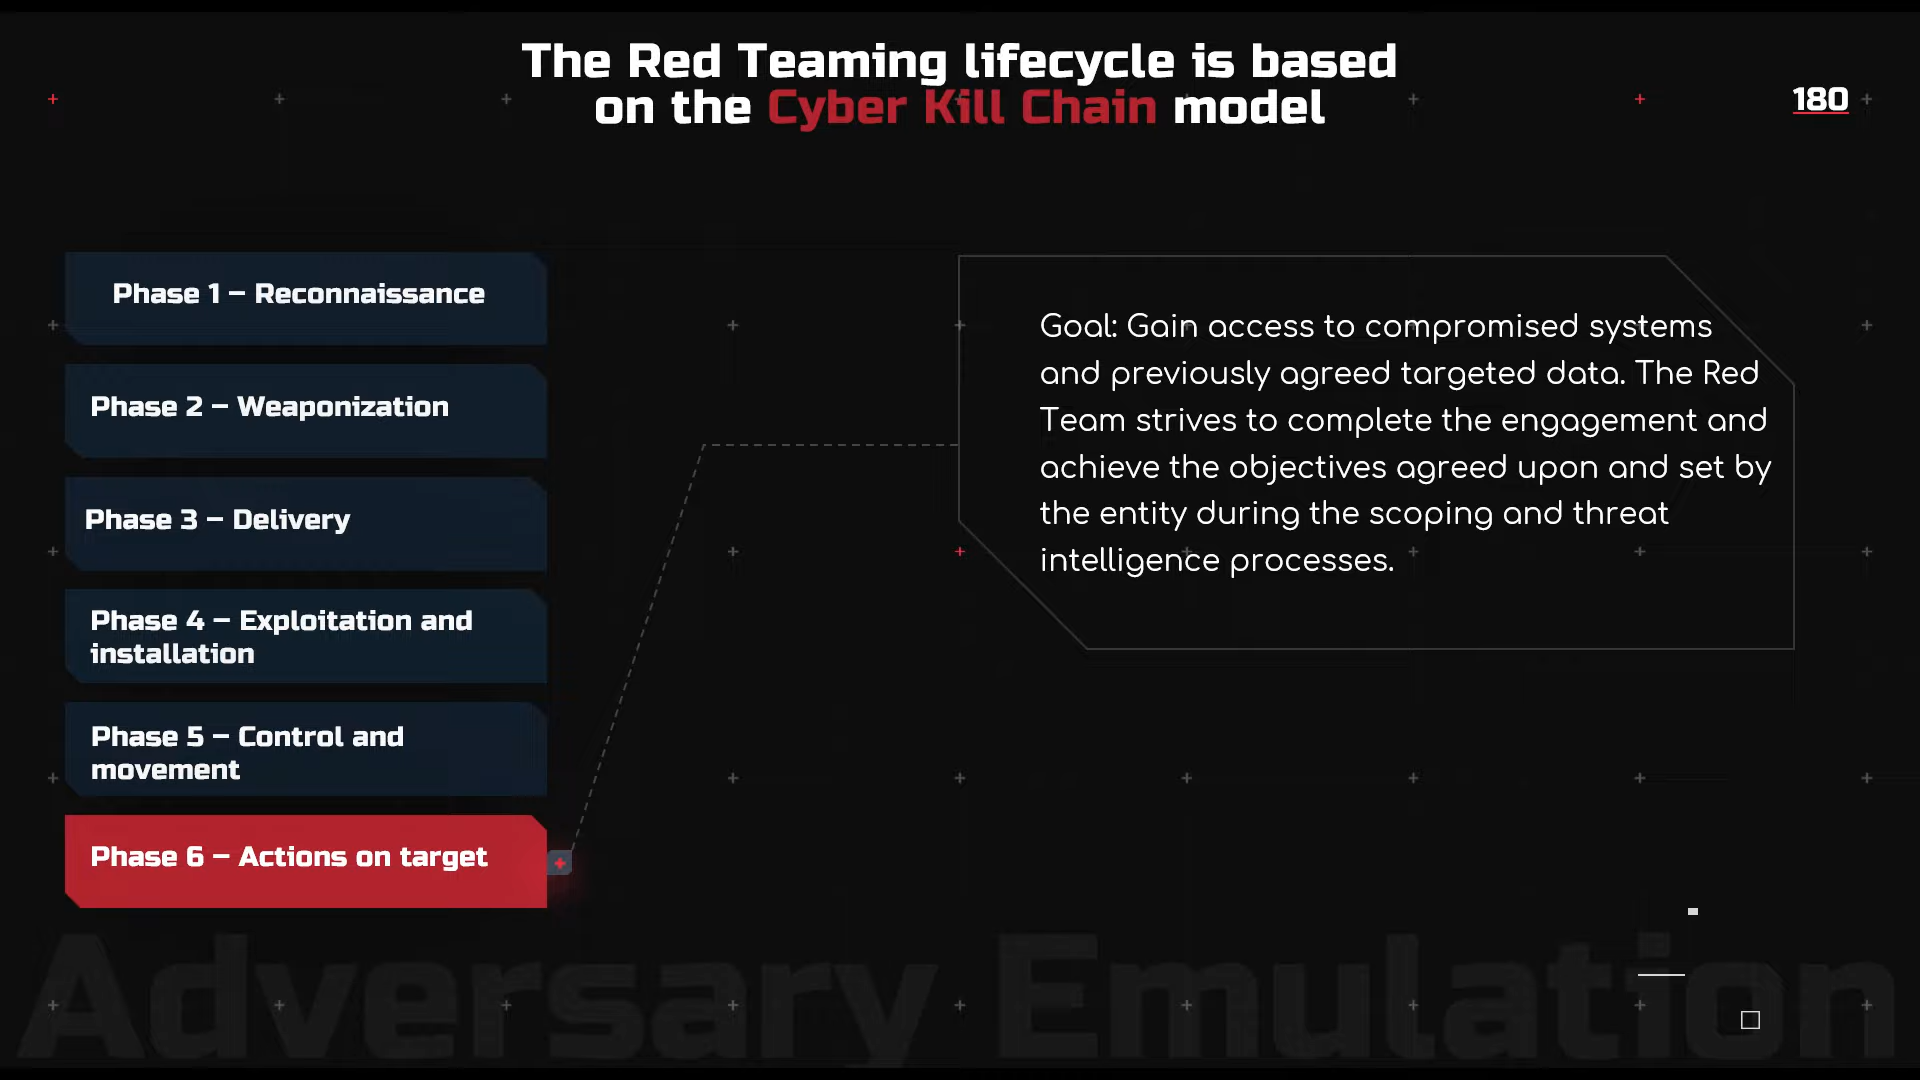 The Red Teaming lifecycle is based
on the Cyber Kill Chain model
180
Phase 1 – Reconnaissance
Phase 2 – Weaponization
Phase 3 – Delivery
Phase 4 – Exploitation and
installation
Phase 5 – Control and
movement
Phase 6 – Actions on target
Goal: Gain access to compromised systems
and previously agreed targeted data. The Red
Team strives to complete the engagement and
achieve the objectives agreed upon and set by
the entity during the scoping and threat
intelligence processes.
Adversary Emulation